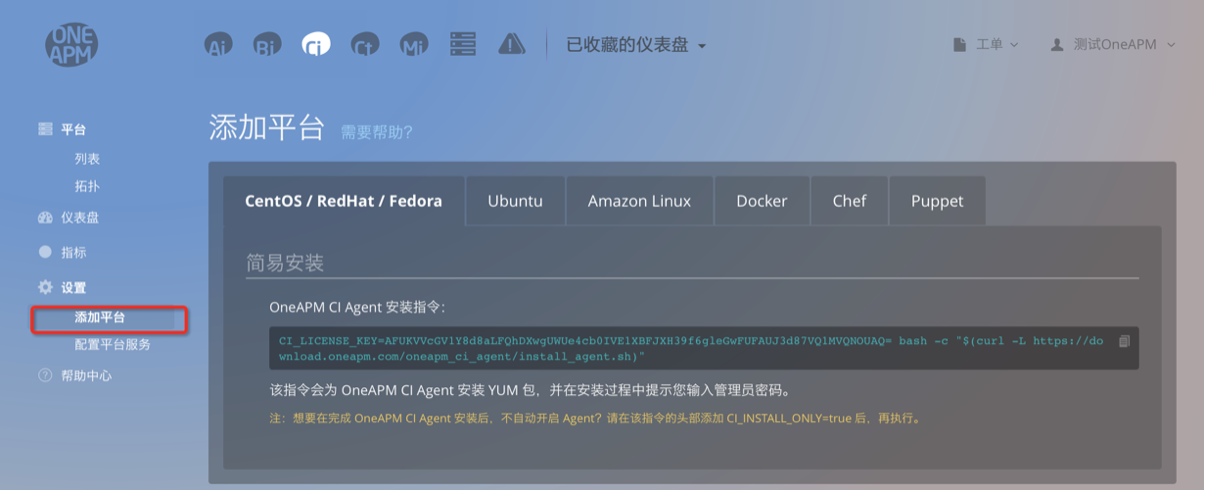 ONE APM
Ai Bi Ci Ct Mi 已收藏的仪表盘 工单 测试OneAPM
平台
列表
拓扑
仪表盘
指标
设置
添加平台
配置平台服务
帮助中心
添加平台 需要帮助?
CentOS / RedHat / Fedora Ubuntu Amazon Linux Docker Chef Puppet
简易安装
OneAPM CI Agent 安装指令:
CI_LICENSE_KEY=AFUKVVcGV1Y8d8aLFQhDXwgUWUe4cb0IVE1XBFJXH39f6gleGwFUFAUJ3d87VQ1MVQNOUAQ= bash -c "$(curl -L https://do
wnload.oneapm.com/oneapm_ci_agent/install_agent.sh)"
该指令会为 OneAPM CI Agent 安装 YUM 包，并在安装过程中提示您输入管理员密码。
注：想要在完成 OneAPM CI Agent 安装后，不自动开启 Agent？请在该指令的头部添加 CI_INSTALL_ONLY=true 后，再执行。